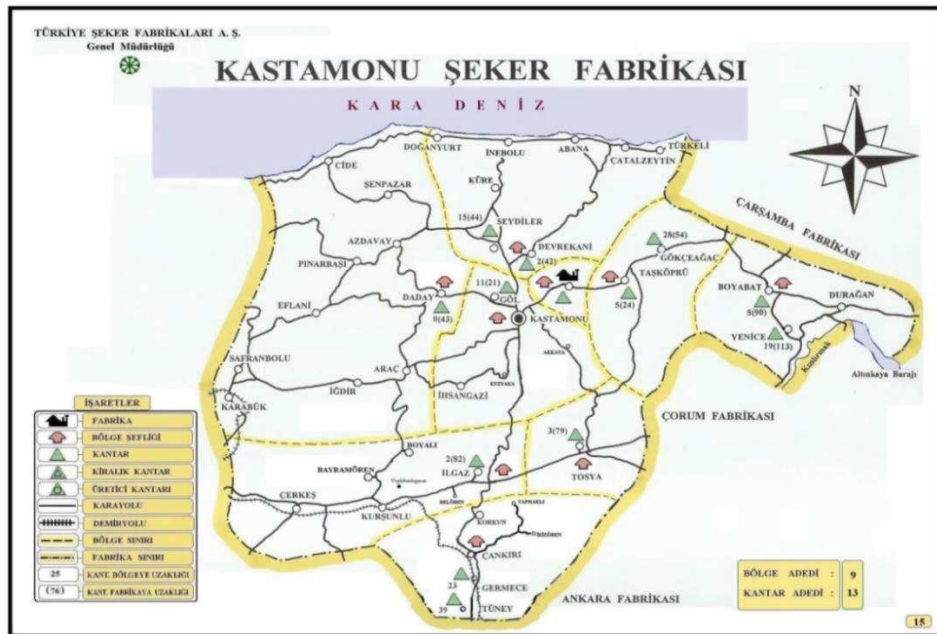 TÜRKİYE ŞEKER FABRİKALARI A. Ş.
Genel Müdürlüğü
KASTAMONU ŞEKER FABRİKASI
KARA DENİZ
N
DOĞANYURT
İNEBOLU
ABANA
ÇATALZEYTİN
TÜRKELİ
CİDE
ŞENPAZAR
KÜRE
15(44)
SEYDİLER
AZDAVAY
DEVREKANİ
2(42)
28(54)
GÖKÇEAĞAÇ
ÇARŞAMBA FABRİKASI
PINARBAŞI
11(21)
GÖL
TAŞKÖPRÜ
5(24)
DADAY
0(43)
EFLANİ
KASTAMONU
BOYABAT
8(90)
DURAĞAN
YENİCE
19(113)
Kızılırmak
Altınkaya Barajı
AKKAYA
SAFRANBOLU
ARAÇ
KARABÜK
İĞDİR
İHSANGAZİ
ÇORUM FABRİKASI
BOYALI
3(79)
BAYRAMÖREN
2(82)
ILGAZ
TOSYA
ÇERKEŞ
KURŞUNLU
BELÖREN
YAPRAKLI
KORKUN
ÇANKIRI
23
GERMECE
39
TÜNEY
ANKARA FABRİKASI
İŞARETLER
FABRİKA
BÖLGE ŞEFLİĞİ
KANTAR
KİRALIK KANTAR
ÜRETİCİ KANTARI
KARAYOLU
DEMİRYOLU
BÖLGE SINIRI
FABRİKA SINIRI
25 KANT. BÖLGEYE UZAKLIĞI
(76) KANT. FABRİKAYA UZAKLIĞI
BÖLGE ADEDİ : 9
KANTAR ADEDİ : 13
15